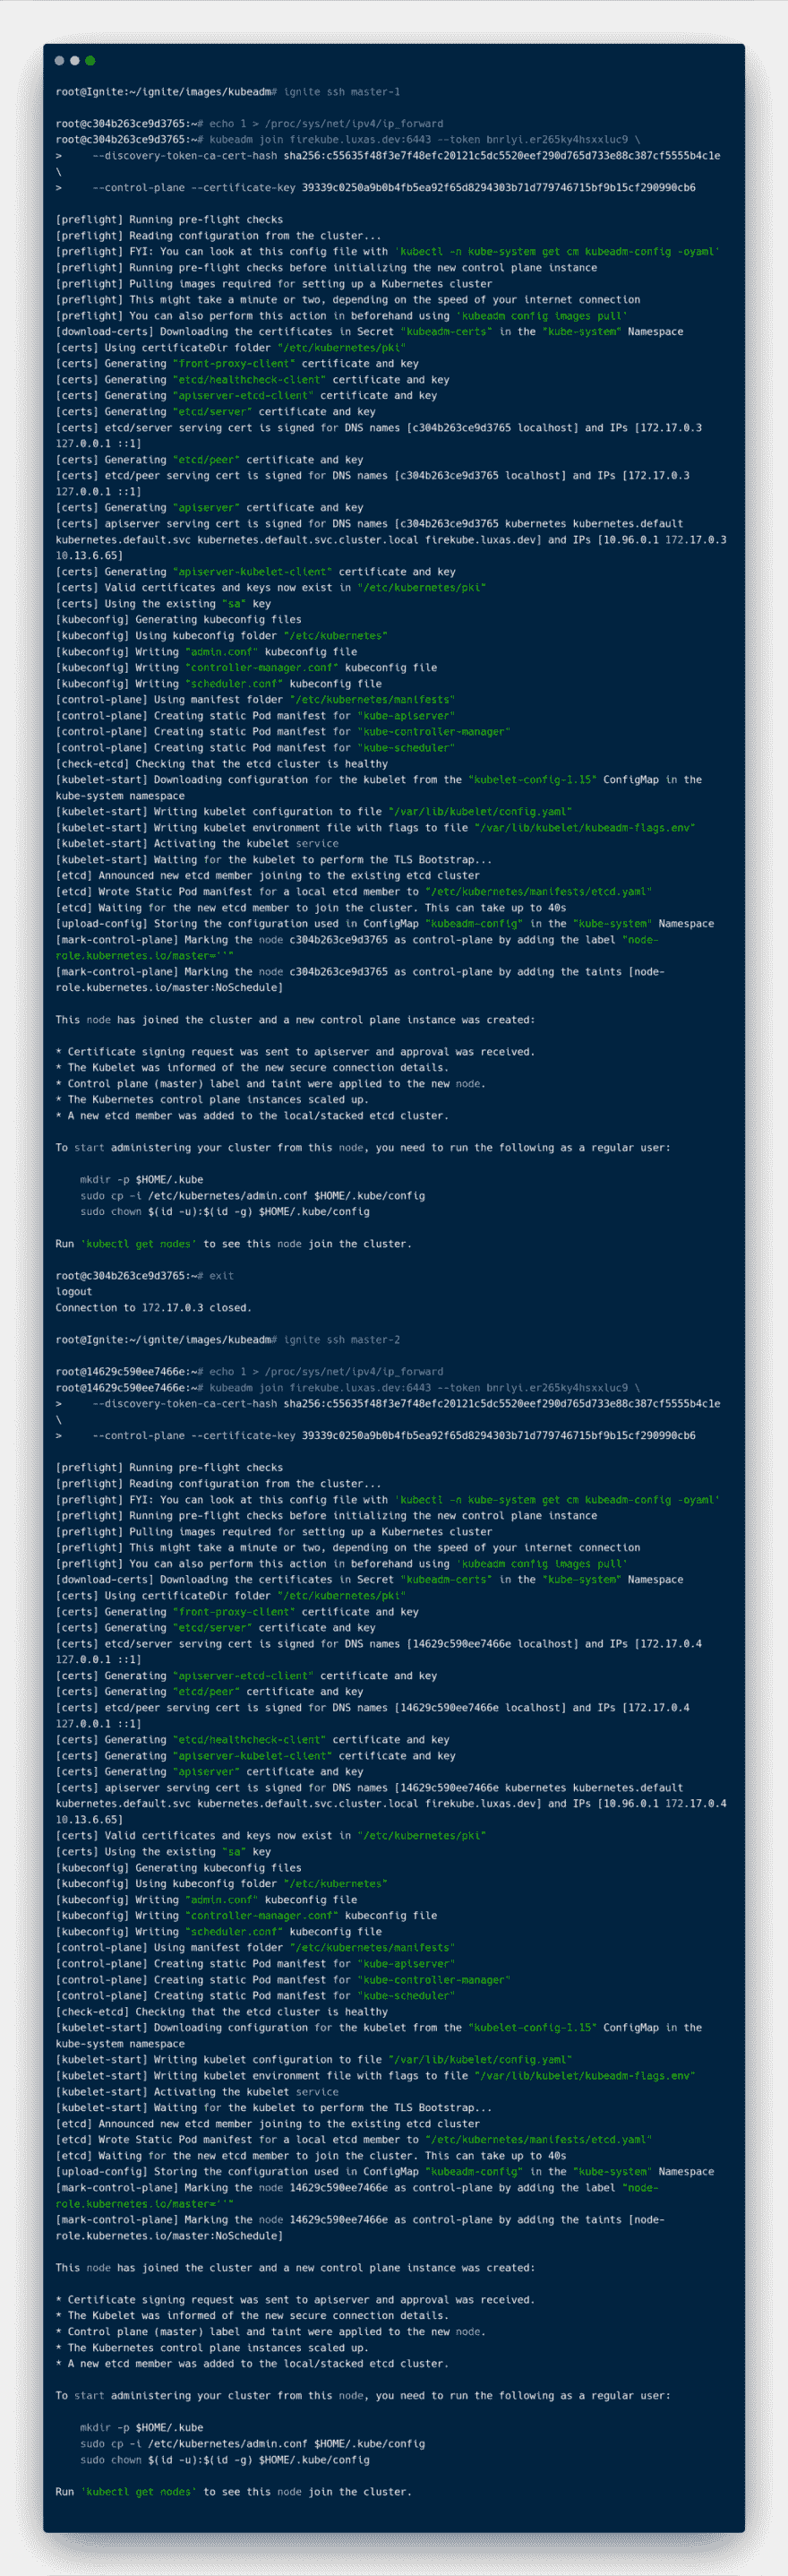 root@Ignite:~/ignite/images/kubeadm# ignite ssh master-1
root@c304b263ce9d3765:~# echo 1 > /proc/sys/net/ipv4/ip_forward
root@c304b263ce9d3765:~# kubeadm join firekube.luxas.dev:6443 --token bnrlyi.er265ky4hsxxluc9 \
>     --discovery-token-ca-cert-hash sha256:c55635f48f3e7f48efc20121c5dc5520eef290d765d733e88c387cf5555b4c1e
\
>     --control-plane --certificate-key 39339c0250a9b0b4fb5ea92f65d8294303b71d779746715bf9b15cf290990cb6
[preflight] Running pre-flight checks
[preflight] Reading configuration from the cluster...
[preflight] FYI: You can look at this config file with 'kubectl -n kube-system get cm kubeadm-config -oyaml'
[preflight] Running pre-flight checks before initializing the new control plane instance
[preflight] Pulling images required for setting up a Kubernetes cluster
[preflight] This might take a minute or two, depending on the speed of your internet connection
[preflight] You can also perform this action in beforehand using 'kubeadm config images pull'
[download-certs] Downloading the certificates in Secret "kubeadm-certs" in the "kube-system" Namespace
[certs] Using certificateDir folder "/etc/kubernetes/pki"
[certs] Generating "front-proxy-client" certificate and key
[certs] Generating "etcd/healthcheck-client" certificate and key
[certs] Generating "apiserver-etcd-client" certificate and key
[certs] Generating "etcd/server" certificate and key
[certs] etcd/server serving cert is signed for DNS names [c304b263ce9d3765 localhost] and IPs [172.17.0.3
127.0.0.1 ::1]
[certs] Generating "etcd/peer" certificate and key
[certs] etcd/peer serving cert is signed for DNS names [c304b263ce9d3765 localhost] and IPs [172.17.0.3
127.0.0.1 ::1]
[certs] Generating "apiserver" certificate and key
[certs] apiserver serving cert is signed for DNS names [c304b263ce9d3765 kubernetes kubernetes.default
kubernetes.default.svc kubernetes.default.svc.cluster.local firekube.luxas.dev] and IPs [10.96.0.1 172.17.0.3
10.13.6.65]
[certs] Generating "apiserver-kubelet-client" certificate and key
[certs] Valid certificates and keys now exist in "/etc/kubernetes/pki"
[certs] Using the existing "sa" key
[kubeconfig] Generating kubeconfig files
[kubeconfig] Using kubeconfig folder "/etc/kubernetes"
[kubeconfig] Writing "admin.conf" kubeconfig file
[kubeconfig] Writing "controller-manager.conf" kubeconfig file
[kubeconfig] Writing "scheduler.conf" kubeconfig file
[control-plane] Using manifest folder "/etc/kubernetes/manifests"
[control-plane] Creating static Pod manifest for "kube-apiserver"
[control-plane] Creating static Pod manifest for "kube-controller-manager"
[control-plane] Creating static Pod manifest for "kube-scheduler"
[check-etcd] Checking that the etcd cluster is healthy
[kubelet-start] Downloading configuration for the kubelet from the "kubelet-config-1.15" ConfigMap in the
kube-system namespace
[kubelet-start] Writing kubelet configuration to file "/var/lib/kubelet/config.yaml"
[kubelet-start] Writing kubelet environment file with flags to file "/var/lib/kubelet/kubeadm-flags.env"
[kubelet-start] Activating the kubelet service
[kubelet-start] Waiting for the kubelet to perform the TLS Bootstrap...
[etcd] Announced new etcd member joining to the existing etcd cluster
[etcd] Wrote Static Pod manifest for a local etcd member to "/etc/kubernetes/manifests/etcd.yaml"
[etcd] Waiting for the new etcd member to join the cluster. This can take up to 40s
[upload-config] Storing the configuration used in ConfigMap "kubeadm-config" in the "kube-system" Namespace
[mark-control-plane] Marking the node c304b263ce9d3765 as control-plane by adding the label "node-
role.kubernetes.io/master=''"
[mark-control-plane] Marking the node c304b263ce9d3765 as control-plane by adding the taints [node-
role.kubernetes.io/master:NoSchedule]
This node has joined the cluster and a new control plane instance was created:
* Certificate signing request was sent to apiserver and approval was received.
* The Kubelet was informed of the new secure connection details.
* Control plane (master) label and taint were applied to the new node.
* The Kubernetes control plane instances scaled up.
* A new etcd member was added to the local/stacked etcd cluster.
To start administering your cluster from this node, you need to run the following as a regular user:
    mkdir -p $HOME/.kube
    sudo cp -i /etc/kubernetes/admin.conf $HOME/.kube/config
    sudo chown $(id -u):$(id -g) $HOME/.kube/config
Run 'kubectl get nodes' to see this node join the cluster.
root@c304b263ce9d3765:~# exit
logout
Connection to 172.17.0.3 closed.
root@Ignite:~/ignite/images/kubeadm# ignite ssh master-2
root@14629c590ee7466e:~# echo 1 > /proc/sys/net/ipv4/ip_forward
root@14629c590ee7466e:~# kubeadm join firekube.luxas.dev:6443 --token bnrlyi.er265ky4hsxxluc9 \
>     --discovery-token-ca-cert-hash sha256:c55635f48f3e7f48efc20121c5dc5520eef290d765d733e88c387cf5555b4c1e
\
>     --control-plane --certificate-key 39339c0250a9b0b4fb5ea92f65d8294303b71d779746715bf9b15cf290990cb6
[preflight] Running pre-flight checks
[preflight] Reading configuration from the cluster...
[preflight] FYI: You can look at this config file with 'kubectl -n kube-system get cm kubeadm-config -oyaml'
[preflight] Running pre-flight checks before initializing the new control plane instance
[preflight] Pulling images required for setting up a Kubernetes cluster
[preflight] This might take a minute or two, depending on the speed of your internet connection
[preflight] You can also perform this action in beforehand using 'kubeadm config images pull'
[download-certs] Downloading the certificates in Secret "kubeadm-certs" in the "kube-system" Namespace
[certs] Using certificateDir folder "/etc/kubernetes/pki"
[certs] Generating "front-proxy-client" certificate and key
[certs] Generating "etcd/server" certificate and key
[certs] etcd/server serving cert is signed for DNS names [14629c590ee7466e localhost] and IPs [172.17.0.4
127.0.0.1 ::1]
[certs] Generating "apiserver-etcd-client" certificate and key
[certs] Generating "etcd/peer" certificate and key
[certs] etcd/peer serving cert is signed for DNS names [14629c590ee7466e localhost] and IPs [172.17.0.4
127.0.0.1 ::1]
[certs] Generating "etcd/healthcheck-client" certificate and key
[certs] Generating "apiserver-kubelet-client" certificate and key
[certs] Generating "apiserver" certificate and key
[certs] apiserver serving cert is signed for DNS names [14629c590ee7466e kubernetes kubernetes.default
kubernetes.default.svc kubernetes.default.svc.cluster.local firekube.luxas.dev] and IPs [10.96.0.1 172.17.0.4
10.13.6.65]
[certs] Valid certificates and keys now exist in "/etc/kubernetes/pki"
[certs] Using the existing "sa" key
[kubeconfig] Generating kubeconfig files
[kubeconfig] Using kubeconfig folder "/etc/kubernetes"
[kubeconfig] Writing "admin.conf" kubeconfig file
[kubeconfig] Writing "controller-manager.conf" kubeconfig file
[kubeconfig] Writing "scheduler.conf" kubeconfig file
[control-plane] Using manifest folder "/etc/kubernetes/manifests"
[control-plane] Creating static Pod manifest for "kube-apiserver"
[control-plane] Creating static Pod manifest for "kube-controller-manager"
[control-plane] Creating static Pod manifest for "kube-scheduler"
[check-etcd] Checking that the etcd cluster is healthy
[kubelet-start] Downloading configuration for the kubelet from the "kubelet-config-1.15" ConfigMap in the
kube-system namespace
[kubelet-start] Writing kubelet configuration to file "/var/lib/kubelet/config.yaml"
[kubelet-start] Writing kubelet environment file with flags to file "/var/lib/kubelet/kubeadm-flags.env"
[kubelet-start] Activating the kubelet service
[kubelet-start] Waiting for the kubelet to perform the TLS Bootstrap...
[etcd] Announced new etcd member joining to the existing etcd cluster
[etcd] Wrote Static Pod manifest for a local etcd member to "/etc/kubernetes/manifests/etcd.yaml"
[etcd] Waiting for the new etcd member to join the cluster. This can take up to 40s
[upload-config] Storing the configuration used in ConfigMap "kubeadm-config" in the "kube-system" Namespace
[mark-control-plane] Marking the node 14629c590ee7466e as control-plane by adding the label "node-
role.kubernetes.io/master=''"
[mark-control-plane] Marking the node 14629c590ee7466e as control-plane by adding the taints [node-
role.kubernetes.io/master:NoSchedule]
This node has joined the cluster and a new control plane instance was created:
* Certificate signing request was sent to apiserver and approval was received.
* The Kubelet was informed of the new secure connection details.
* Control plane (master) label and taint were applied to the new node.
* The Kubernetes control plane instances scaled up.
* A new etcd member was added to the local/stacked etcd cluster.
To start administering your cluster from this node, you need to run the following as a regular user:
    mkdir -p $HOME/.kube
    sudo cp -i /etc/kubernetes/admin.conf $HOME/.kube/config
    sudo chown $(id -u):$(id -g) $HOME/.kube/config
Run 'kubectl get nodes' to see this node join the cluster.